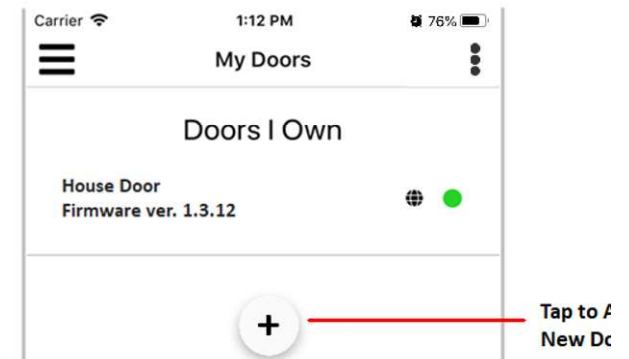 Carrier 1:12 PM 76%
My Doors
Doors I Own
House Door
Firmware ver. 1.3.12
+
Tap to
New